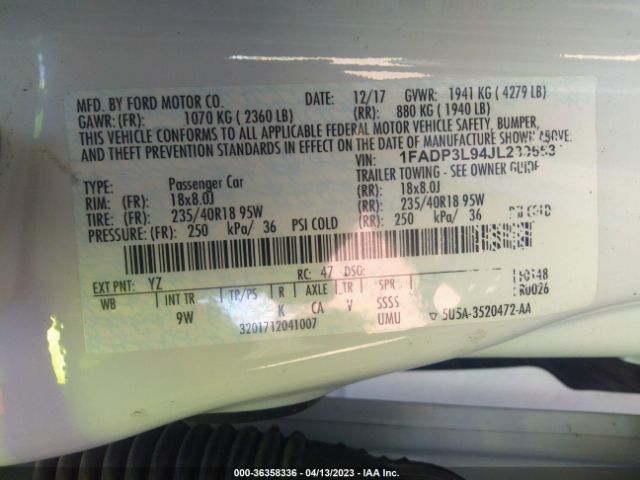 MFD. BY FORD MOTOR CO. DATE: 12/17 GVWR: 1941 KG ( 4279 LB)
GAWR: (FR): 1070 KG ( 2360 LB) (RR): 880 KG ( 1940 LB)
THIS VEHICLE CONFORMS TO ALL APPLICABLE FEDERAL MOTOR VEHICLE SAFETY, BUMPER,
AND THEFT PREVENTION STANDARDS IN EFFECT ON THE DATE OF MANUFACTURE SHOWN ABOVE.
VIN:
TYPE: Passenger Car TRAILER TOWING - SEE OWNER GUIDE
RIM: (FR): 18x8.0J (RR): 18x8.0J
TIRE: (FR): 235/40R18 95W (RR): 235/40R18 95W
PRESSURE: (FR): 250 kPa/ 36 PSI COLD (RR): 250 kPa/ 36 PSI COLD
EXT PNT: YZ RC: 47 DSO:
WB INT TR TP/PS R AXLE TR SPR
9W K CA V SSSS
3201712041007 UMU ▽ 5U5A-3520472-AA
000-36358336 - 04/13/2023 - IAA Inc.